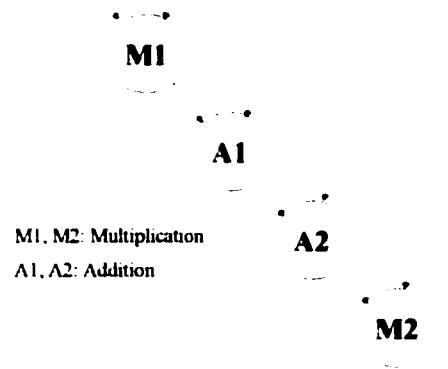 M1
A1
M1, M2: Multiplication
A2
A1, A2: Addition
M2